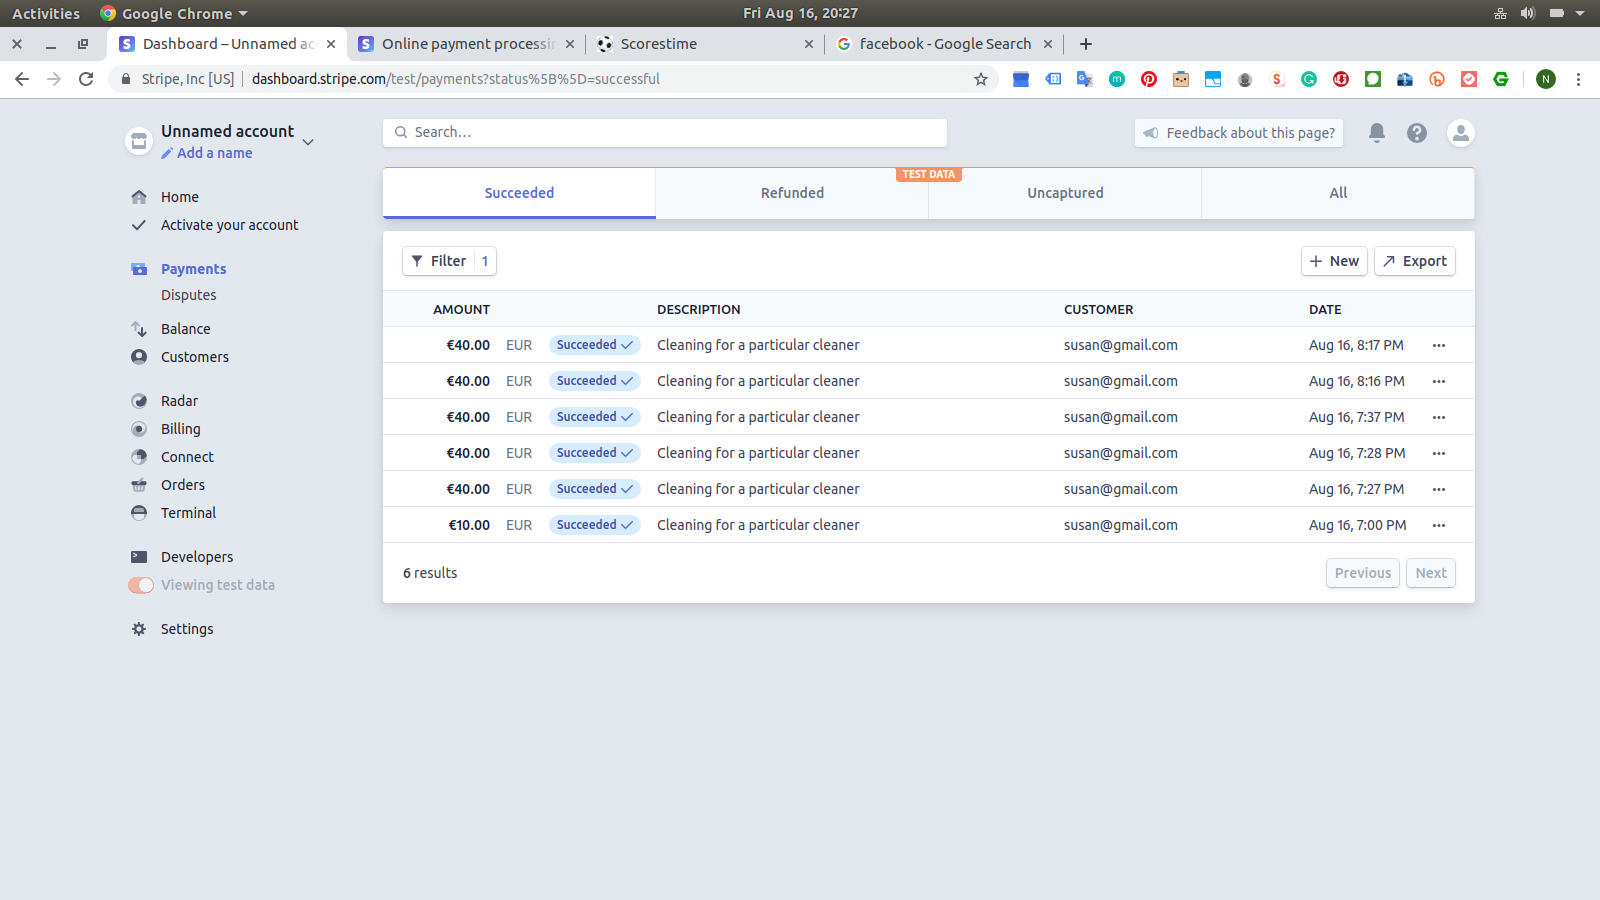 Activities Google Chrome Fri Aug 16, 20:27
Dashboard – Unnamed ac Online payment processin Scorestime facebook - Google Search
Stripe, Inc [US] dashboard.stripe.com/test/payments?status%5B%5D=successful
Unnamed account
Add a name
Search...
Feedback about this page?
Home
Activate your account
Payments
Disputes
Balance
Customers
Radar
Billing
Connect
Orders
Terminal
Developers
Viewing test data
Settings
TEST DATA
Succeeded Refunded Uncaptured All
Filter 1 New Export
AMOUNT DESCRIPTION CUSTOMER DATE
€40.00 EUR Succeeded Cleaning for a particular cleaner susan@gmail.com Aug 16, 8:17 PM
€40.00 EUR Succeeded Cleaning for a particular cleaner susan@gmail.com Aug 16, 8:16 PM
€40.00 EUR Succeeded Cleaning for a particular cleaner susan@gmail.com Aug 16, 7:37 PM
€40.00 EUR Succeeded Cleaning for a particular cleaner susan@gmail.com Aug 16, 7:28 PM
€40.00 EUR Succeeded Cleaning for a particular cleaner susan@gmail.com Aug 16, 7:27 PM
€10.00 EUR Succeeded Cleaning for a particular cleaner susan@gmail.com Aug 16, 7:00 PM
6 results Previous Next